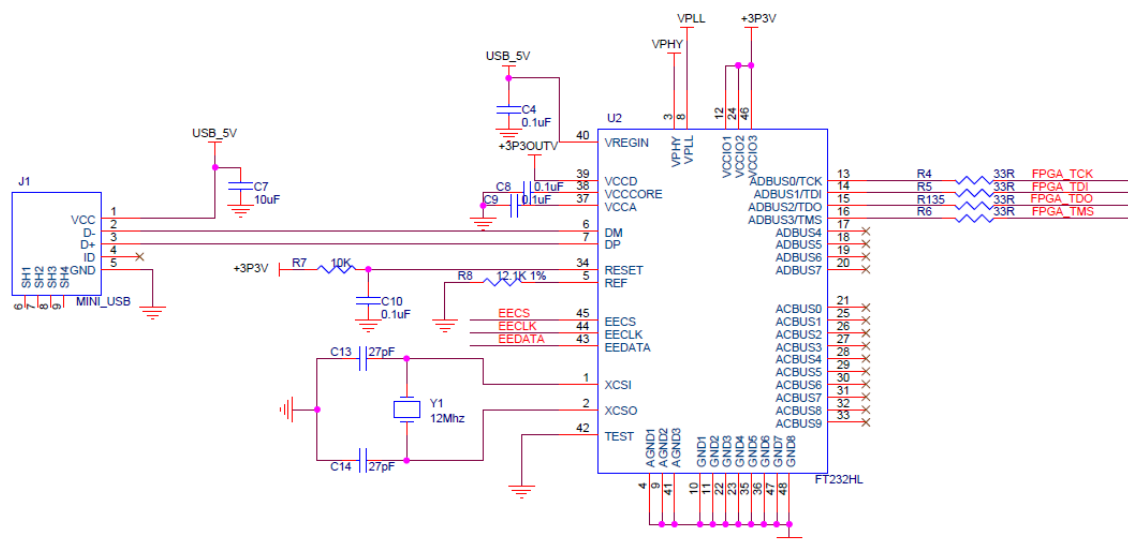 VPLL
+3P3V
VPHY
USB_5V
C4
0.1uF
U2
3
8
12
24
46
40
VREGIN
VPHY
VPLL
VCCIO1
VCCIO2
VCCIO3
+3P3OUTV
USB_5V
39
VCCD
C8
0.1uF
38
VCCCORE
C9
0.1uF
37
VCCA
J1
C7
10uF
VCC
1
D-
2
D+
3
ID
4
GND
5
SH1
SH2
SH3
SH4
6
7
8
9
MINI_USB
6
DM
7
DP
+3P3V
R7
10K
34
RESET
R8
12.1K 1%
5
REF
C10
0.1uF
EECS
45
EECS
EECLK
44
EECLK
EEDATA
43
EEDATA
C13
27pF
1
XCSI
Y1
12Mhz
2
XCSO
42
TEST
C14
27pF
ADBUS0/TCK
13
R4
33R
FPGA_TCK
ADBUS1/TDI
14
R5
33R
FPGA_TDI
ADBUS2/TDO
15
R135
33R
FPGA_TDO
ADBUS3/TMS
16
R6
33R
FPGA_TMS
ADBUS4
17
ADBUS5
18
ADBUS6
19
ADBUS7
20
ACBUS0
21
ACBUS1
25
ACBUS2
26
ACBUS3
27
ACBUS4
28
ACBUS5
29
ACBUS6
30
ACBUS7
31
ACBUS8
32
ACBUS9
33
AGND1
AGND2
AGND3
GND1
GND2
GND3
GND4
GND5
GND6
GND7
GND8
FT232HL
4
9
41
10
11
22
23
35
36
47
48